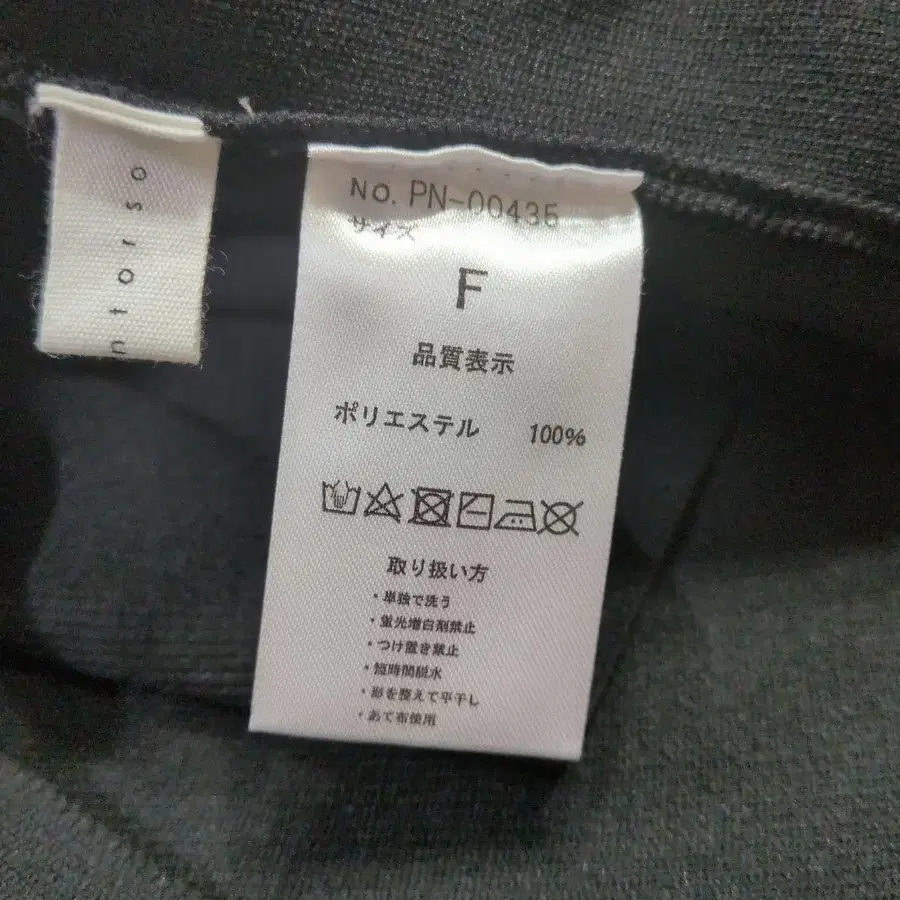 ntorso
NO. PN-00435
サイズ
F
品質表示
ポリエステル 100%
取り扱い方
・単独で洗う
・蛍光増白剤禁止
・つけ置き禁止
・短時間脱水
・形を整えて平干し
・あて布使用